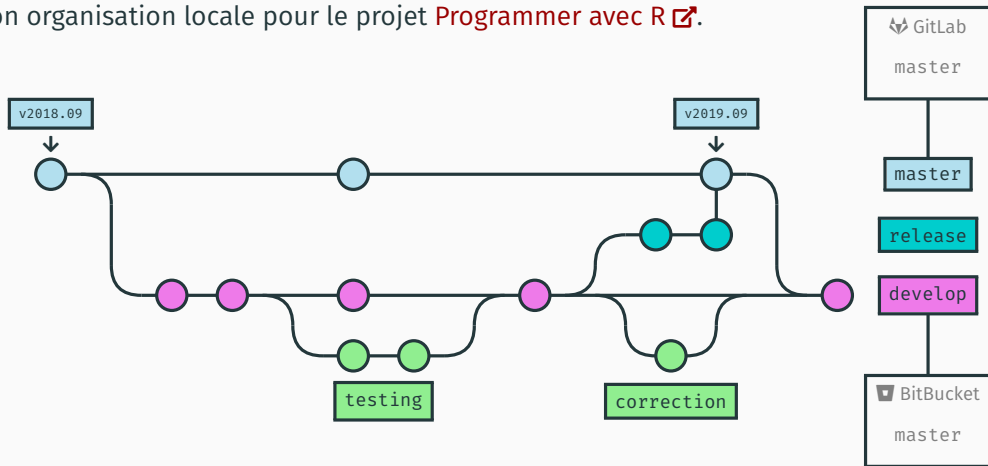 on organisation locale pour le projet Programmer avec R.
GitLab
master
v2018.09
v2019.09
master
release
develop
testing
correction
BitBucket
master